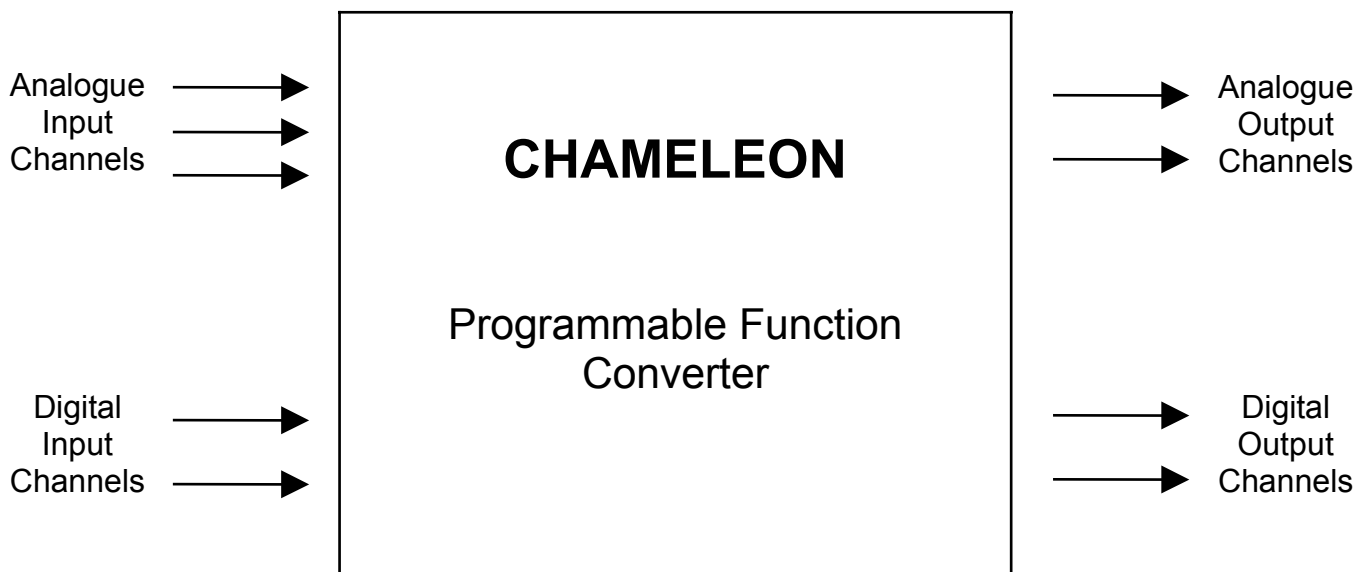 Analogue
Input
Channels
CHAMELEON
Programmable Function
Converter
Digital
Input
Channels
Analogue
Output
Channels
Digital
Output
Channels